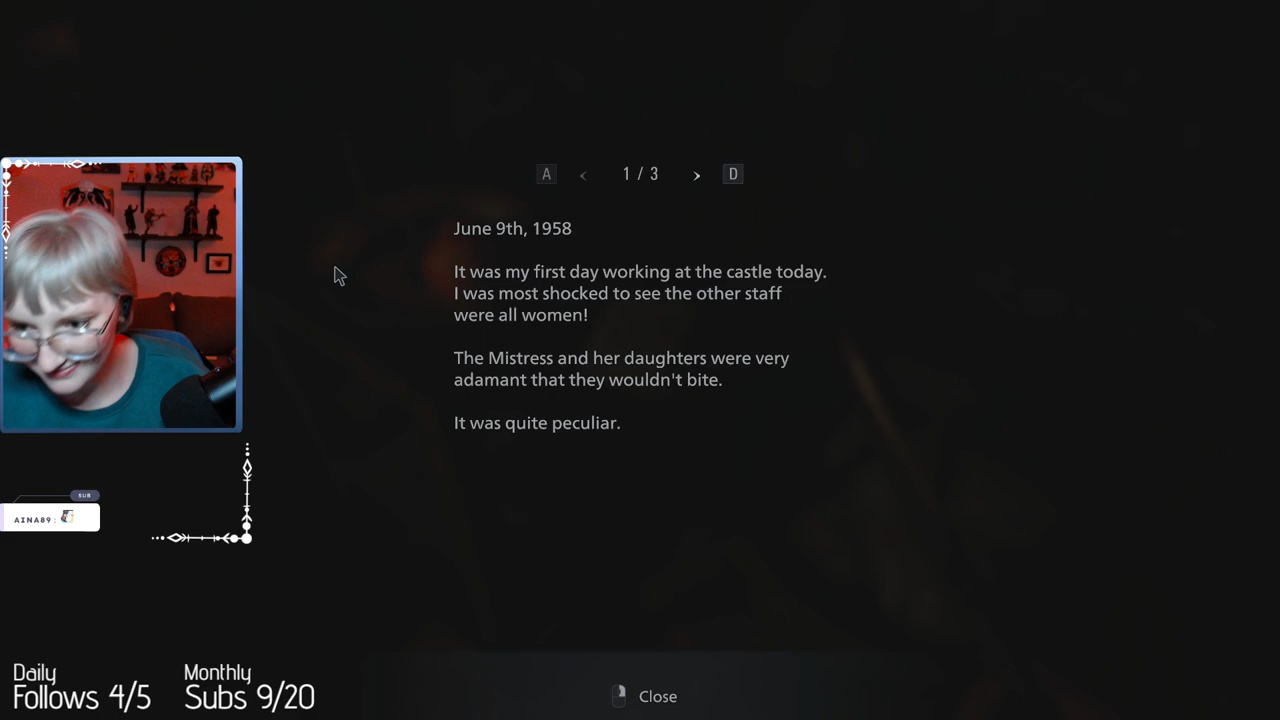 A < 1 / 3 > D
June 9th, 1958
It was my first day working at the castle today.
I was most shocked to see the other staff
were all women!
The Mistress and her daughters were very
adamant that they wouldn't bite.
It was quite peculiar.
SUB
AINA89 :
Daily
Follows 4/5
Monthly
Subs 9/20
Close